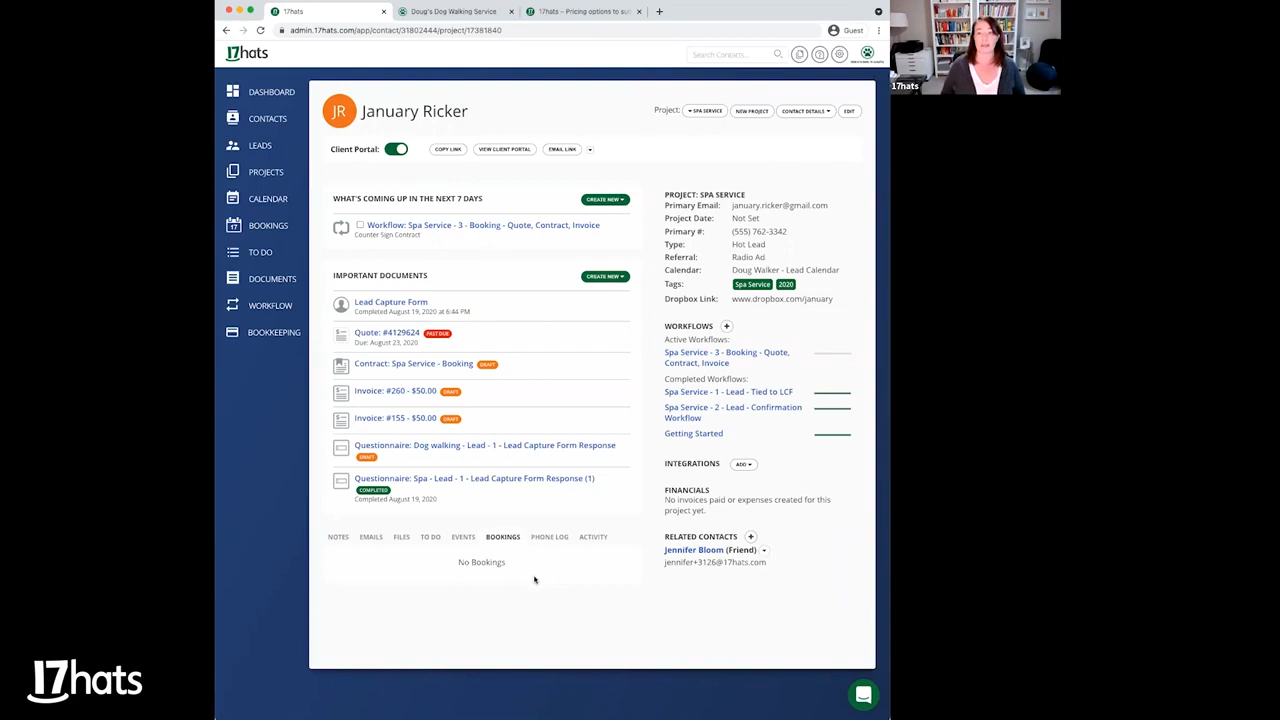 17hats
Doug's Dog Walking Service
17hats – Pricing options to su
admin.17hats.com/app/contact/31802444/project/17381840
Guest
17hats
Search Contacts...
17hats
DASHBOARD
CONTACTS
LEADS
PROJECTS
CALENDAR
17
BOOKINGS
TO DO
DOCUMENTS
WORKFLOW
BOOKKEEPING
JR
January Ricker
Project:
SPA SERVICE
NEW PROJECT
CONTACT DETAILS
EDIT
Client Portal:
COPY LINK
VIEW CLIENT PORTAL
EMAIL LINK
WHAT'S COMING UP IN THE NEXT 7 DAYS
CREATE NEW
Workflow: Spa Service - 3 - Booking - Quote, Contract, Invoice
Counter Sign Contract
IMPORTANT DOCUMENTS
CREATE NEW
Lead Capture Form
Completed August 19, 2020 at 6:44 PM
Quote: #4129624 PAST DUE
Due: August 23, 2020
Contract: Spa Service - Booking DRAFT
Invoice: #260 - $50.00 DRAFT
Invoice: #155 - $50.00 DRAFT
Questionnaire: Dog walking - Lead - 1 - Lead Capture Form Response
DRAFT
Questionnaire: Spa - Lead - 1 - Lead Capture Form Response (1)
COMPLETED
Completed August 19, 2020
NOTES EMAILS FILES TO DO EVENTS BOOKINGS PHONE LOG ACTIVITY
No Bookings
PROJECT: SPA SERVICE
Primary Email: january.ricker@gmail.com
Project Date: Not Set
Primary #: (555) 762-3342
Type: Hot Lead
Referral: Radio Ad
Calendar: Doug Walker - Lead Calendar
Tags: Spa Service 2020
Dropbox Link: www.dropbox.com/january
WORKFLOWS
Active Workflows:
Spa Service - 3 - Booking - Quote,
Contract, Invoice
Completed Workflows:
Spa Service - 1 - Lead - Tied to LCF
Spa Service - 2 - Lead - Confirmation
Workflow
Getting Started
INTEGRATIONS
ADD
FINANCIALS
No invoices paid or expenses created for this
project yet.
RELATED CONTACTS
Jennifer Bloom (Friend)
jennifer+3126@17hats.com
17hats